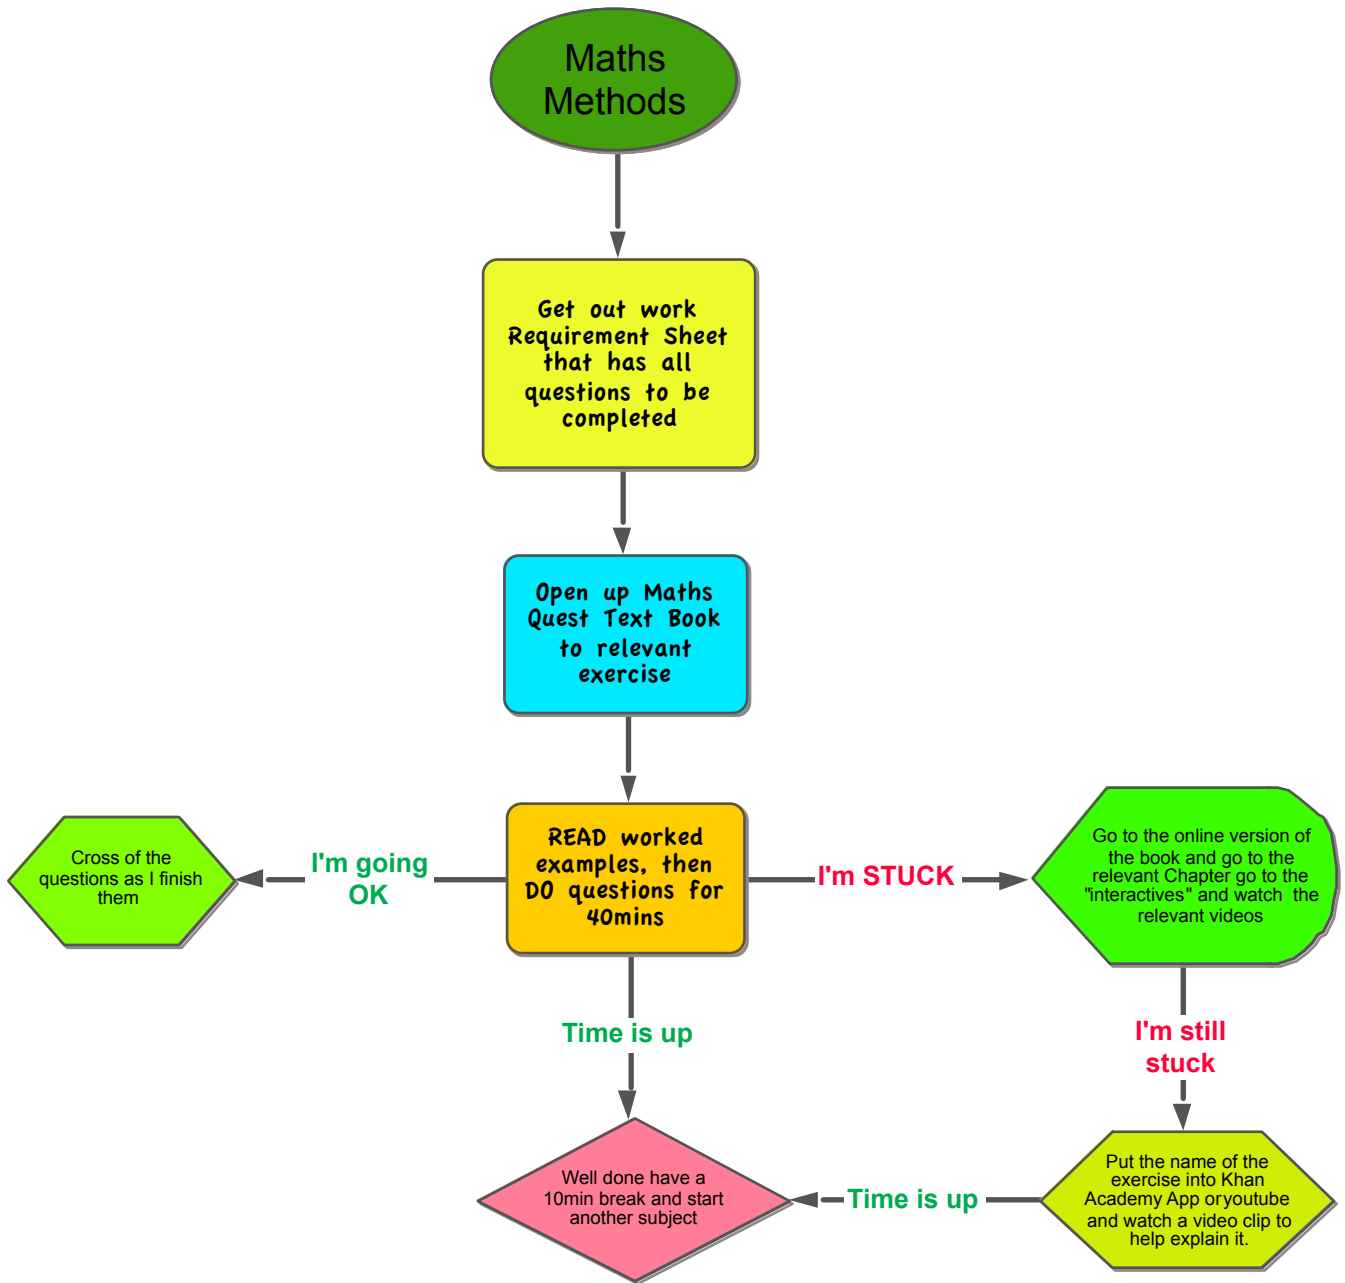 Maths
Methods
Get out work
Requirement Sheet
that has all
questions to be
completed
Open up Maths
Quest Text Book
to relevant
exercise
READ worked
examples, then
DO questions for
40mins
I'm going
OK
Cross of the
questions as I finish
them
I'm STUCK
Go to the online version of
the book and go to the
relevant Chapter go to the
"interactives" and watch the
relevant videos
I'm still
stuck
Put the name of the
exercise into Khan
Academy App oryoutube
and watch a video clip to
help explain it.
Time is up
Time is up
Well done have a
10min break and start
another subject